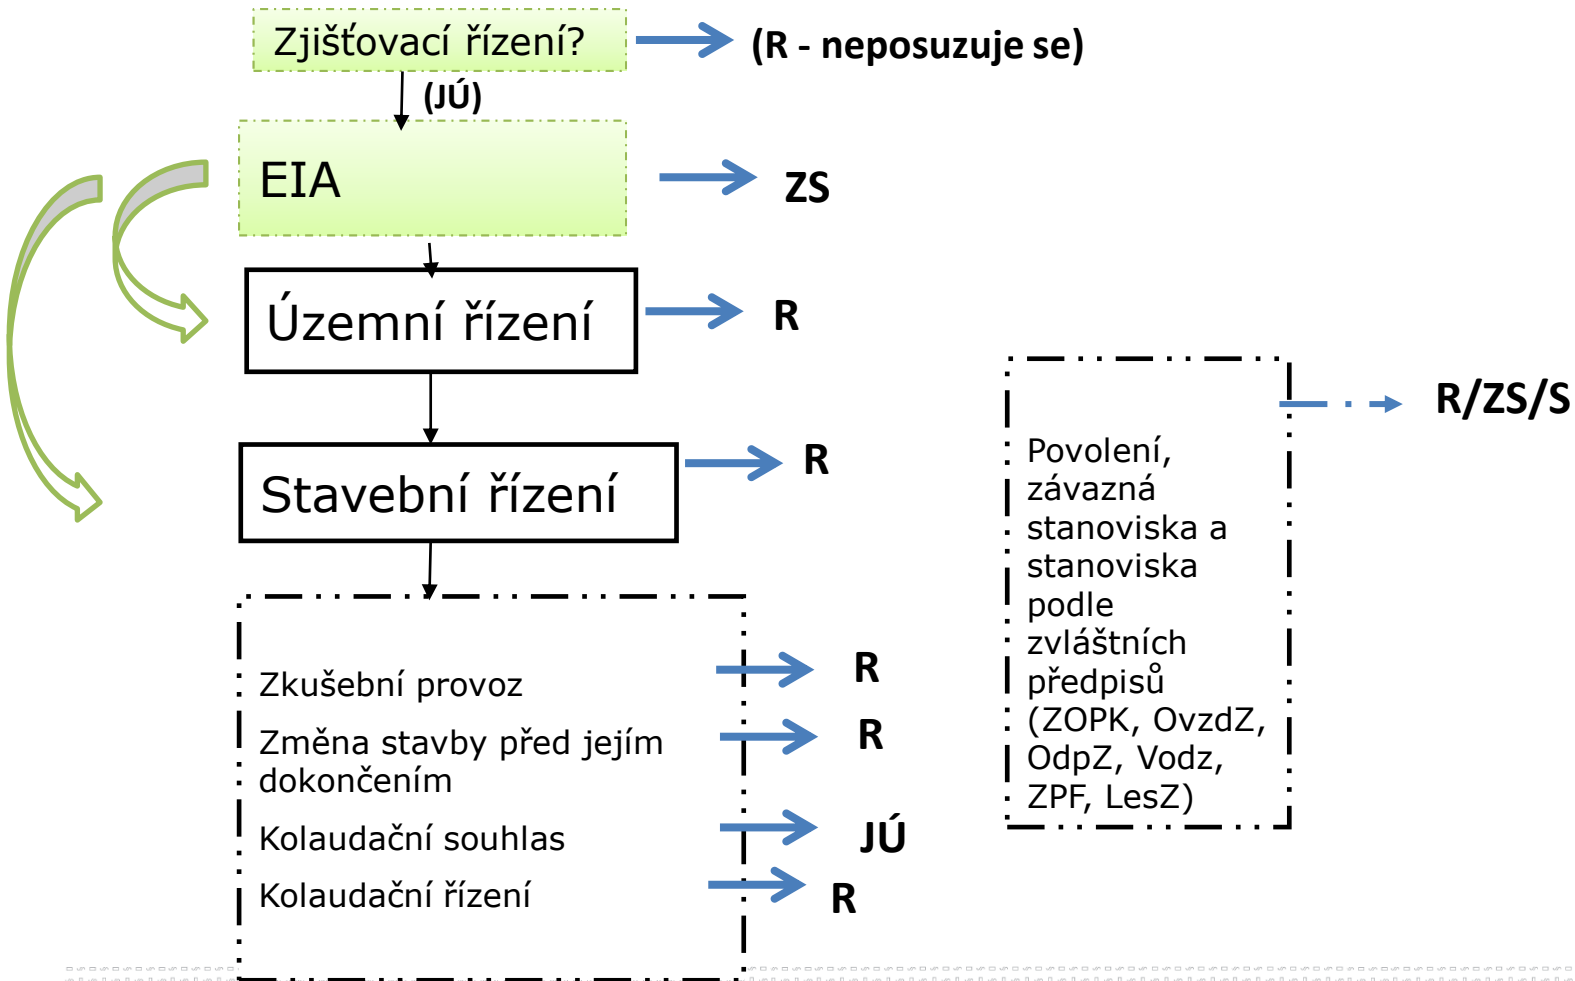 Zjišťovací řízení?
(R - neposuzuje se)
(JÚ)
EIA
ZS
Územní řízení
R
Stavební řízení
R
Zkušební provoz
R
Změna stavby před jejím
dokončením
R
Kolaudační souhlas
JÚ
Kolaudační řízení
R
Povolení,
závazná
stanoviska a
stanoviska
podle
zvláštních
předpisů
(ZOPK, OvzdZ,
OdpZ, Vodz,
ZPF, LesZ)
R/ZS/S